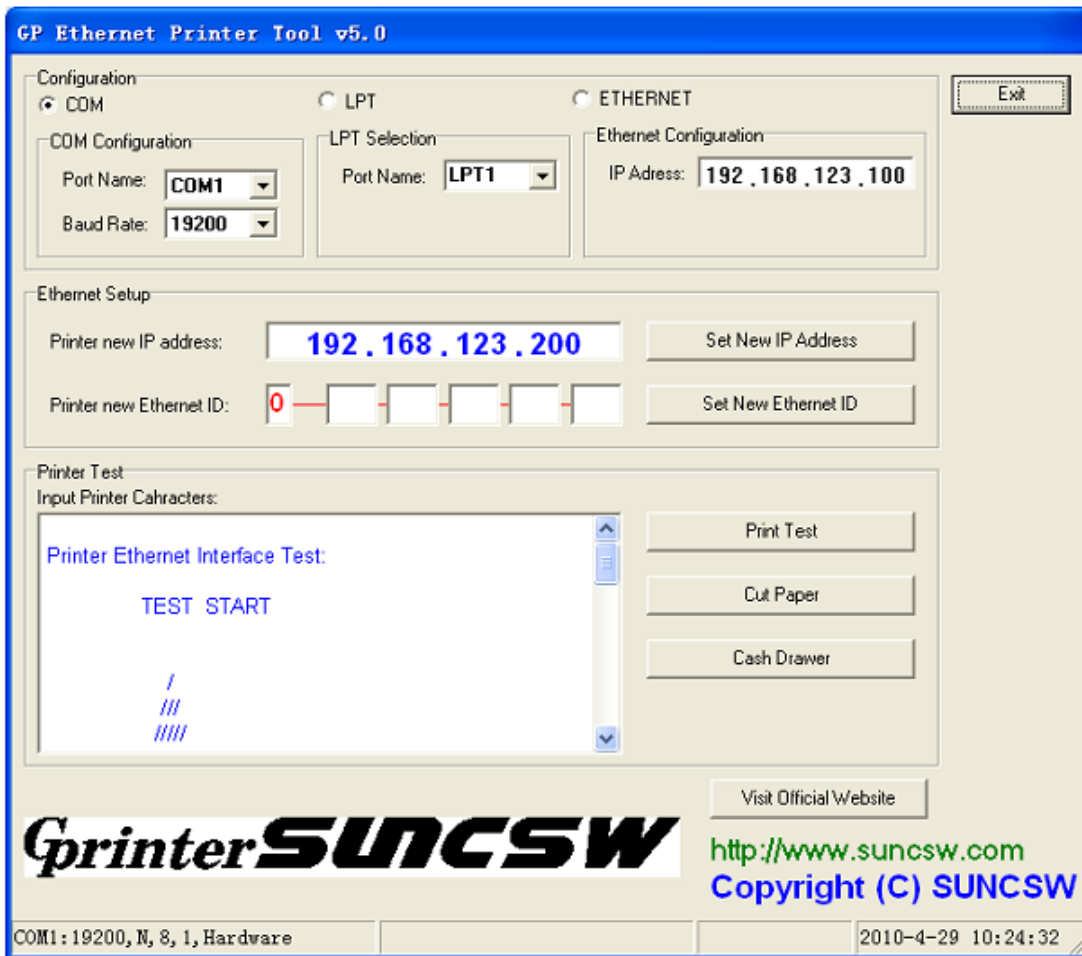 GP Ethernet Printer Tool v5.0
Configuration
COM
LPT
ETHERNET
Exit
COM Configuration
Port Name: COM1
Baud Rate: 19200
LPT Selection
Port Name: LPT1
Ethernet Configuration
IP Adress: 192.168.123.100
Ethernet Setup
Printer new IP address: 192.168.123.200
Set New IP Address
Printer new Ethernet ID: 0
Set New Ethernet ID
Printer Test
Input Printer Cahracters:
Printer Ethernet Interface Test:
TEST START
/
///
/////
Print Test
Cut Paper
Cash Drawer
Visit Official Website
Gprinter SUNCSW
http://www.suncsw.com
Copyright (C) SUNCSW
COM1:19200,N,8,1,Hardware
2010-4-29 10:24:32